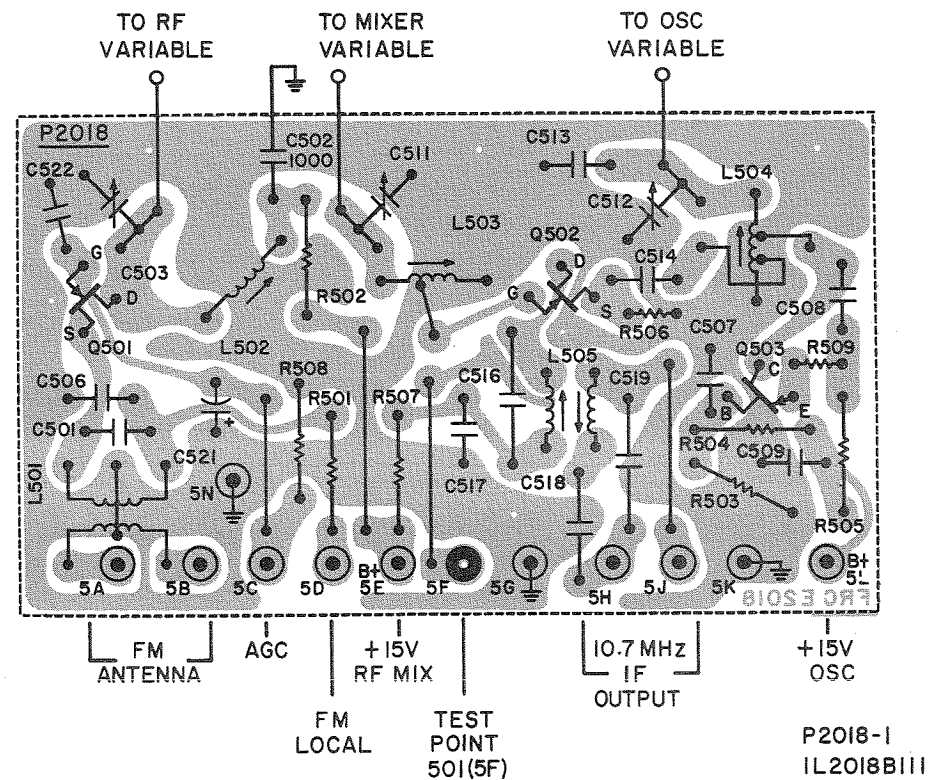 TO RF
VARIABLE
TO MIXER
VARIABLE
TO OSC
VARIABLE
P2018
C522
C502
1000
C511
C513
L504
C512
L503
Q502
G
C503
D
S
Q501
R502
G
D
S
C514
R506
C508
L502
R508
C506
C501
R501
R507
C516
L505
C519
C507
Q503
C
B
E
R509
R504
C509
L501
C521
+
5N
C517
C518
R503
R505
5A
5B
5C
5D
B+
5E
5F
5G
5H
5J
5K
B+
5L
FRC E2018
FM
ANTENNA
AGC
+15V
RF MIX
10.7 MHz
IF
OUTPUT
+15V
OSC
FM
LOCAL
TEST
POINT
501(5F)
P2018-1
1L2018B111